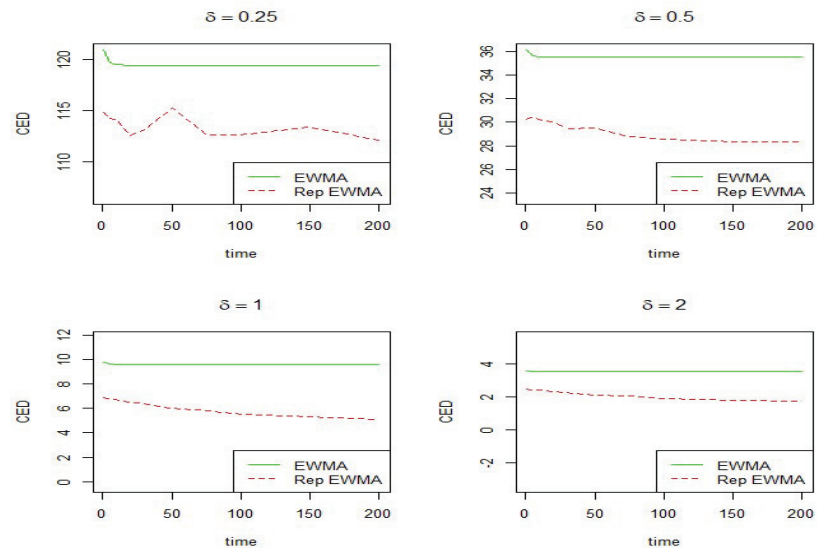 δ = 0.25
CED
120
115
110
EWMA
Rep EWMA
0 50 100 150 200
time
δ = 0.5
CED
36
34
32
30
28
26
24
EWMA
Rep EWMA
0 50 100 150 200
time
δ = 1
CED
12
10
8
6
4
2
0
EWMA
Rep EWMA
0 50 100 150 200
time
δ = 2
CED
4
2
0
-2
EWMA
Rep EWMA
0 50 100 150 200
time